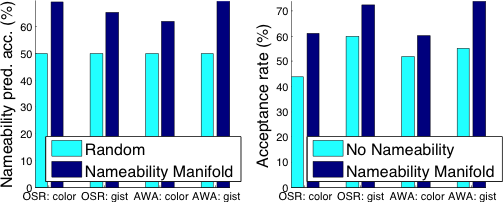 Nameability pred. acc. (%)
60
50
40
30
20
10
0
Random
Nameability Manifold
OSR: color OSR: gist AWA: color AWA: gist
Acceptance rate (%)
70
60
50
40
30
20
10
0
No Nameability
Nameability Manifold
OSR: color OSR: gist AWA: color AWA: gist